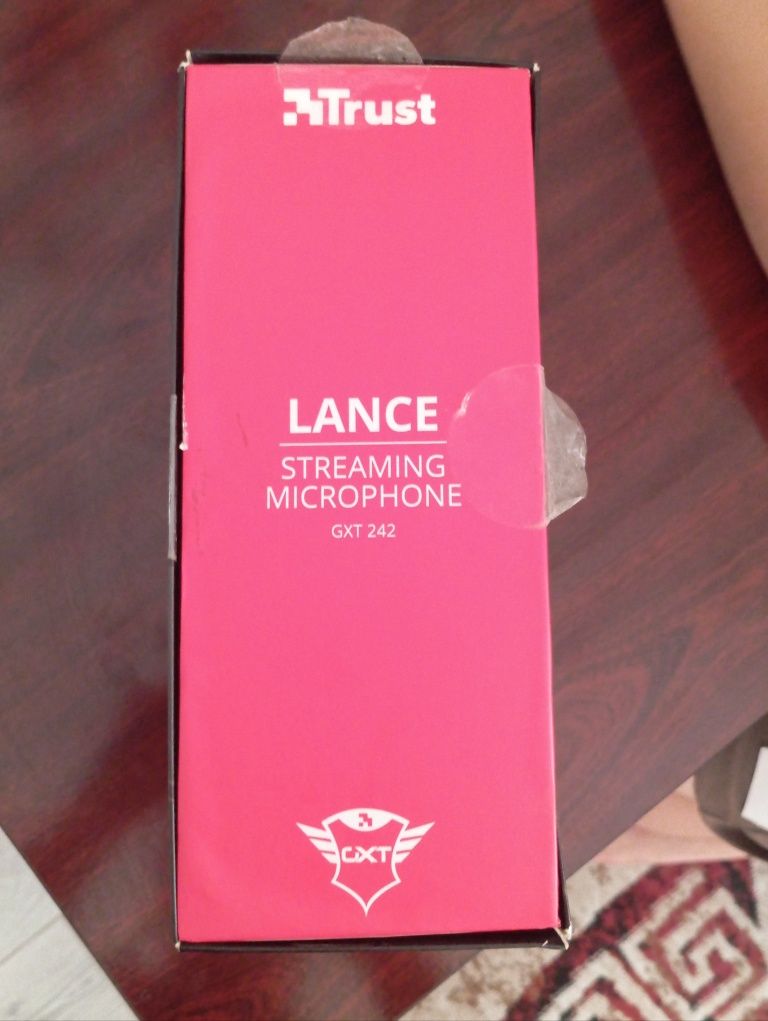 Trust
LANCE
STREAMING
MICROPHONE
GXT 242
GXT